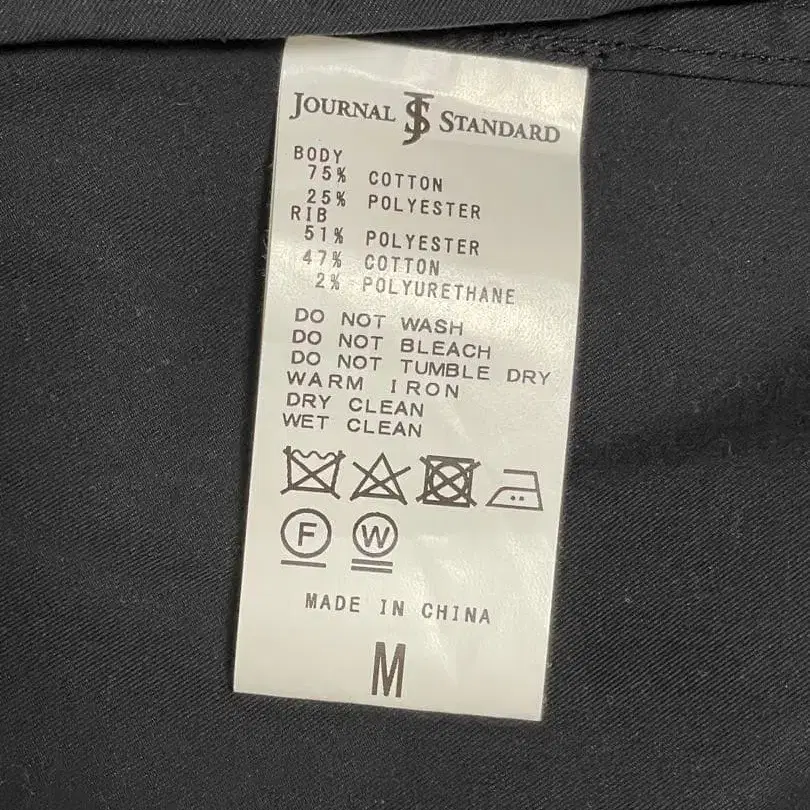 JOURNAL JS STANDARD
BODY
75% COTTON
25% POLYESTER
RIB
51% POLYESTER
47% COTTON
2% POLYURETHANE
DO NOT WASH
DO NOT BLEACH
DO NOT TUMBLE DRY
WARM IRON
DRY CLEAN
WET CLEAN
F W
MADE IN CHINA
M